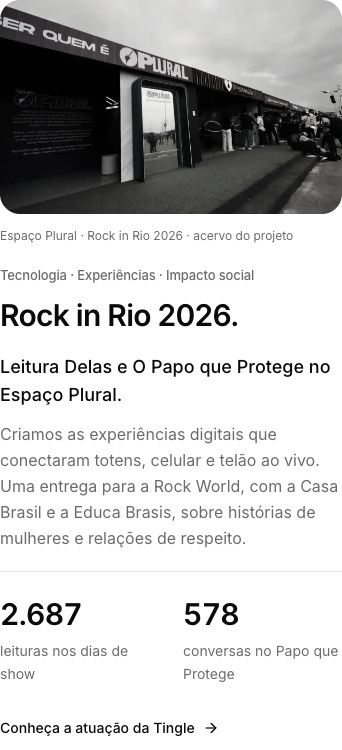 SER QUEM É
PLURAL
Espaço Plural · Rock in Rio 2026 · acervo do projeto
Tecnologia · Experiências · Impacto social
Rock in Rio 2026.
Leitura Delas e O Papo que Protege no
Espaço Plural.
Criamos as experiências digitais que
conectaram totens, celular e telão ao vivo.
Uma entrega para a Rock World, com a Casa
Brasil e a Educa Brasis, sobre histórias de
mulheres e relações de respeito.
2.687
leituras nos dias de
show
578
conversas no Papo que
Protege
Conheça a atuação da Tingle →